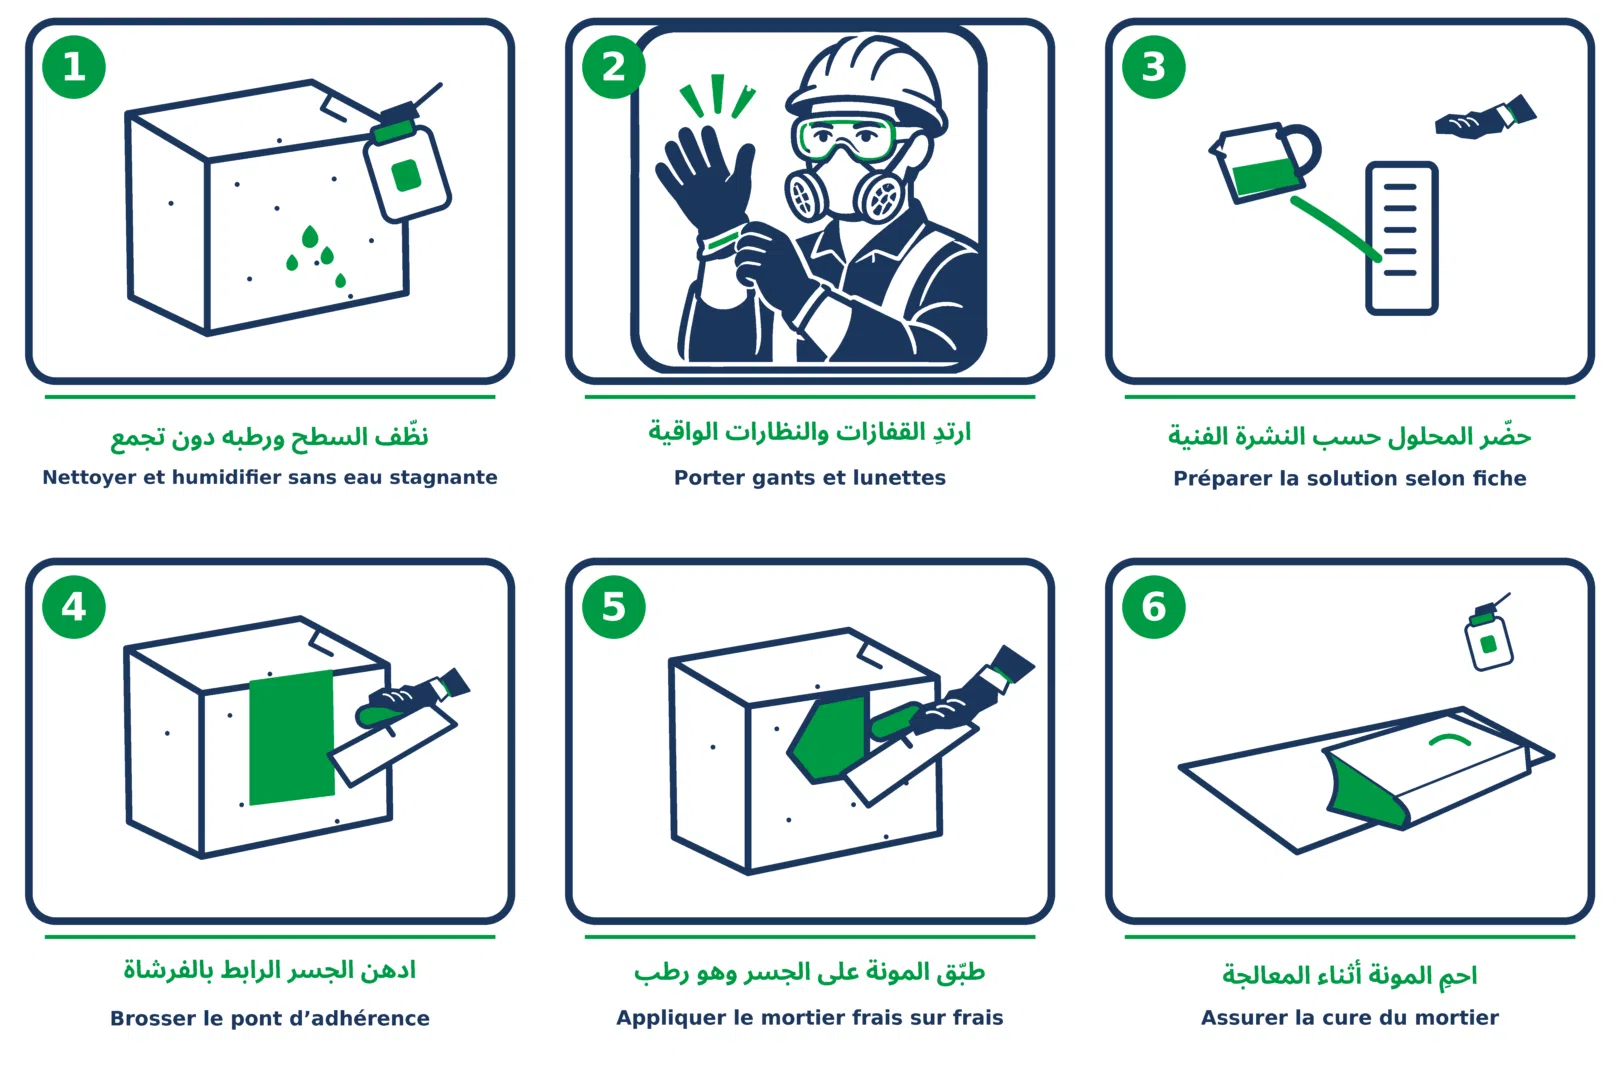 1
نظّف السطح ورطبه دون تجمع
Nettoyer et humidifier sans eau stagnante
2
ارتدِ القفازات والنظارات الواقية
Porter gants et lunettes
3
حضّر المحلول حسب النشرة الفنية
Préparer la solution selon fiche
4
ادهن الجسر الرابط بالفرشاة
Brosser le pont d’adhérence
5
طبّق المونة على الجسر وهو رطب
Appliquer le mortier frais sur frais
6
احمِ المونة أثناء المعالجة
Assurer la cure du mortier